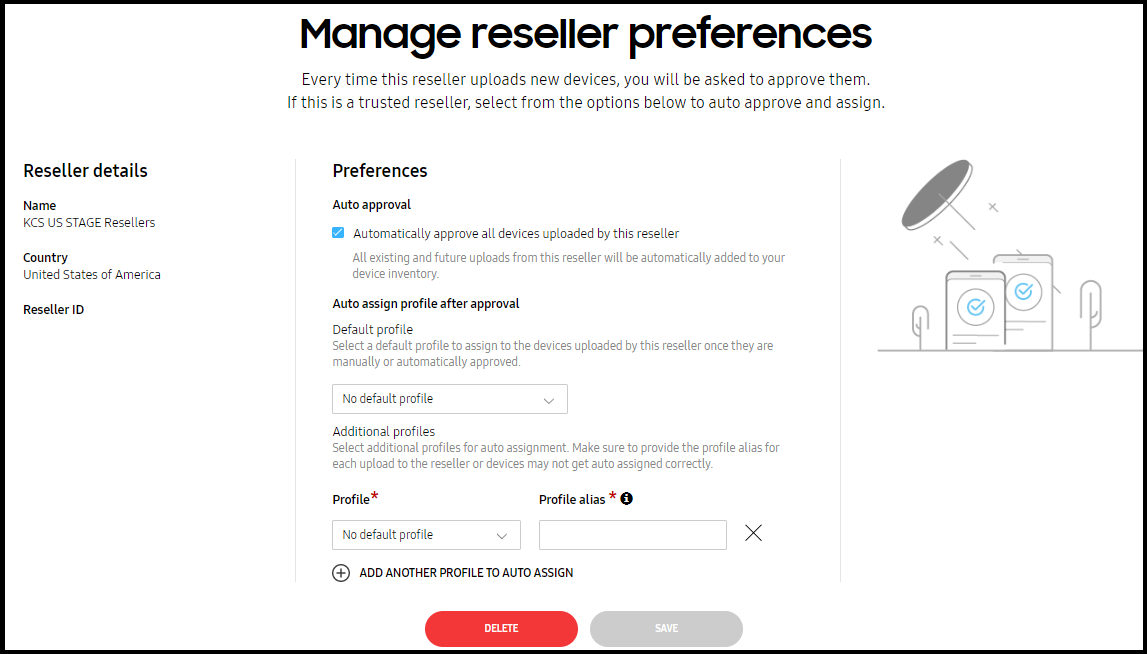 Manage reseller preferences
Every time this reseller uploads new devices, you will be asked to approve them.
If this is a trusted reseller, select from the options below to auto approve and assign.
Reseller details
Name
KCS US STAGE Resellers
Country
United States of America
Reseller ID
Preferences
Auto approval
Automatically approve all devices uploaded by this reseller
All existing and future uploads from this reseller will be automatically added to your
device inventory.
Auto assign profile after approval
Default profile
Select a default profile to assign to the devices uploaded by this reseller once they are
manually or automatically approved.
No default profile
Additional profiles
Select additional profiles for auto assignment. Make sure to provide the profile alias for
each upload to the reseller or devices may not get auto assigned correctly.
Profile* Profile alias *
No default profile
ADD ANOTHER PROFILE TO AUTO ASSIGN
DELETE SAVE